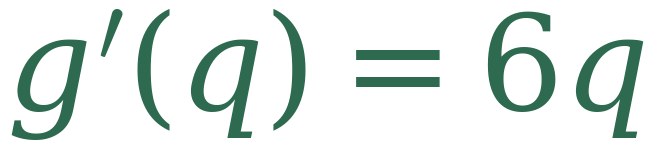 g′(q) = 6q